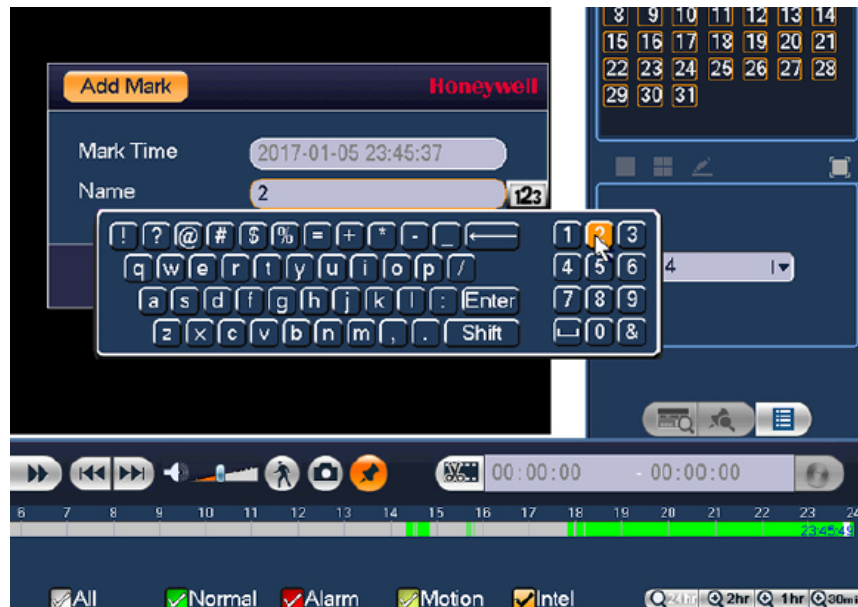 8 9 10 11 12 13 14
15 16 17 18 19 20 21
22 23 24 25 26 27 28
29 30 31
Add Mark
Honeywell
Mark Time
2017-01-05 23:45:37
Name
2
123
! ? @ # $ % = + * - _ 1 2 3
q w e r t y u i o p / 4 5 6
a s d f g h j k l : Enter 7 8 9
z x c v b n m , . Shift 0 &
4
00:00:00 - 00:00:00
6 7 8 9 10 11 12 13 14 15 16 17 18 19 20 21 22 23 24
23:45:49
All Normal Alarm Motion Intel 24hr 2hr 1hr 30mi